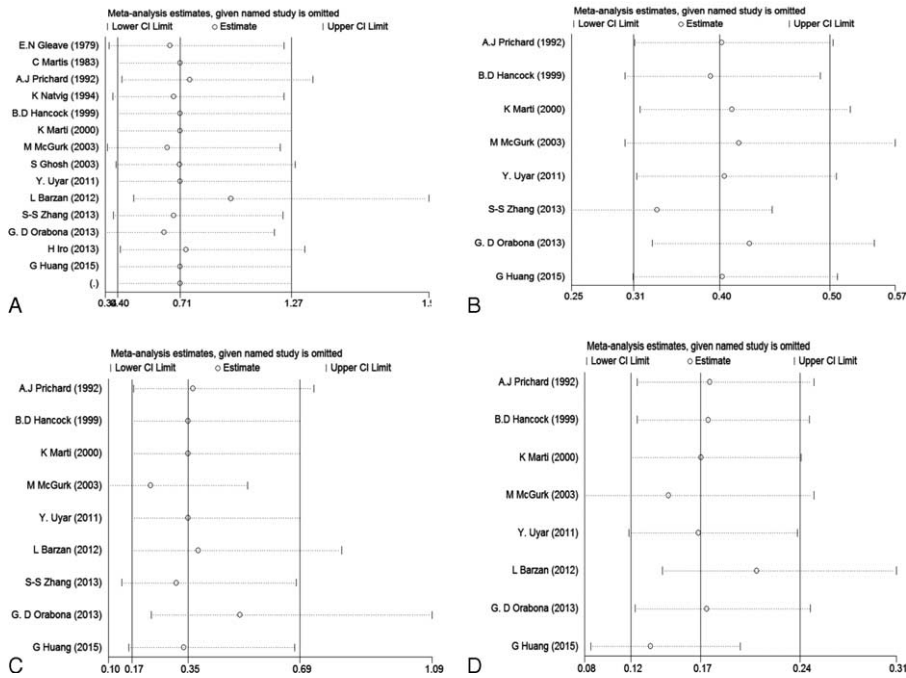 Meta-analysis estimates, given named study is omitted
Lower CI Limit Estimate Upper CI Limit
E.N Gleave (1979)
C Martis (1983)
A.J Prichard (1992)
K Natvig (1994)
B.D Hancock (1999)
K Marti (2000)
M McGurk (2003)
S Ghosh (2003)
Y. Uyar (2011)
L Barzan (2012)
S-S Zhang (2013)
G. D Orabona (2013)
H Iro (2013)
G Huang (2015)
(.)
0.40 0.71 1.27
A
Meta-analysis estimates, given named study is omitted
Lower CI Limit Estimate Upper CI Limit
A.J Prichard (1992)
B.D Hancock (1999)
K Marti (2000)
M McGurk (2003)
Y. Uyar (2011)
S-S Zhang (2013)
G. D Orabona (2013)
G Huang (2015)
0.25 0.31 0.40 0.50 0.57
B
Meta-analysis estimates, given named study is omitted
Lower CI Limit Estimate Upper CI Limit
A.J Prichard (1992)
B.D Hancock (1999)
K Marti (2000)
M McGurk (2003)
Y. Uyar (2011)
L Barzan (2012)
S-S Zhang (2013)
G. D Orabona (2013)
G Huang (2015)
0.10 0.17 0.35 0.69 1.09
C
Meta-analysis estimates, given named study is omitted
Lower CI Limit Estimate Upper CI Limit
A.J Prichard (1992)
B.D Hancock (1999)
K Marti (2000)
M McGurk (2003)
Y. Uyar (2011)
L Barzan (2012)
G. D Orabona (2013)
G Huang (2015)
0.08 0.12 0.17 0.24 0.31
D